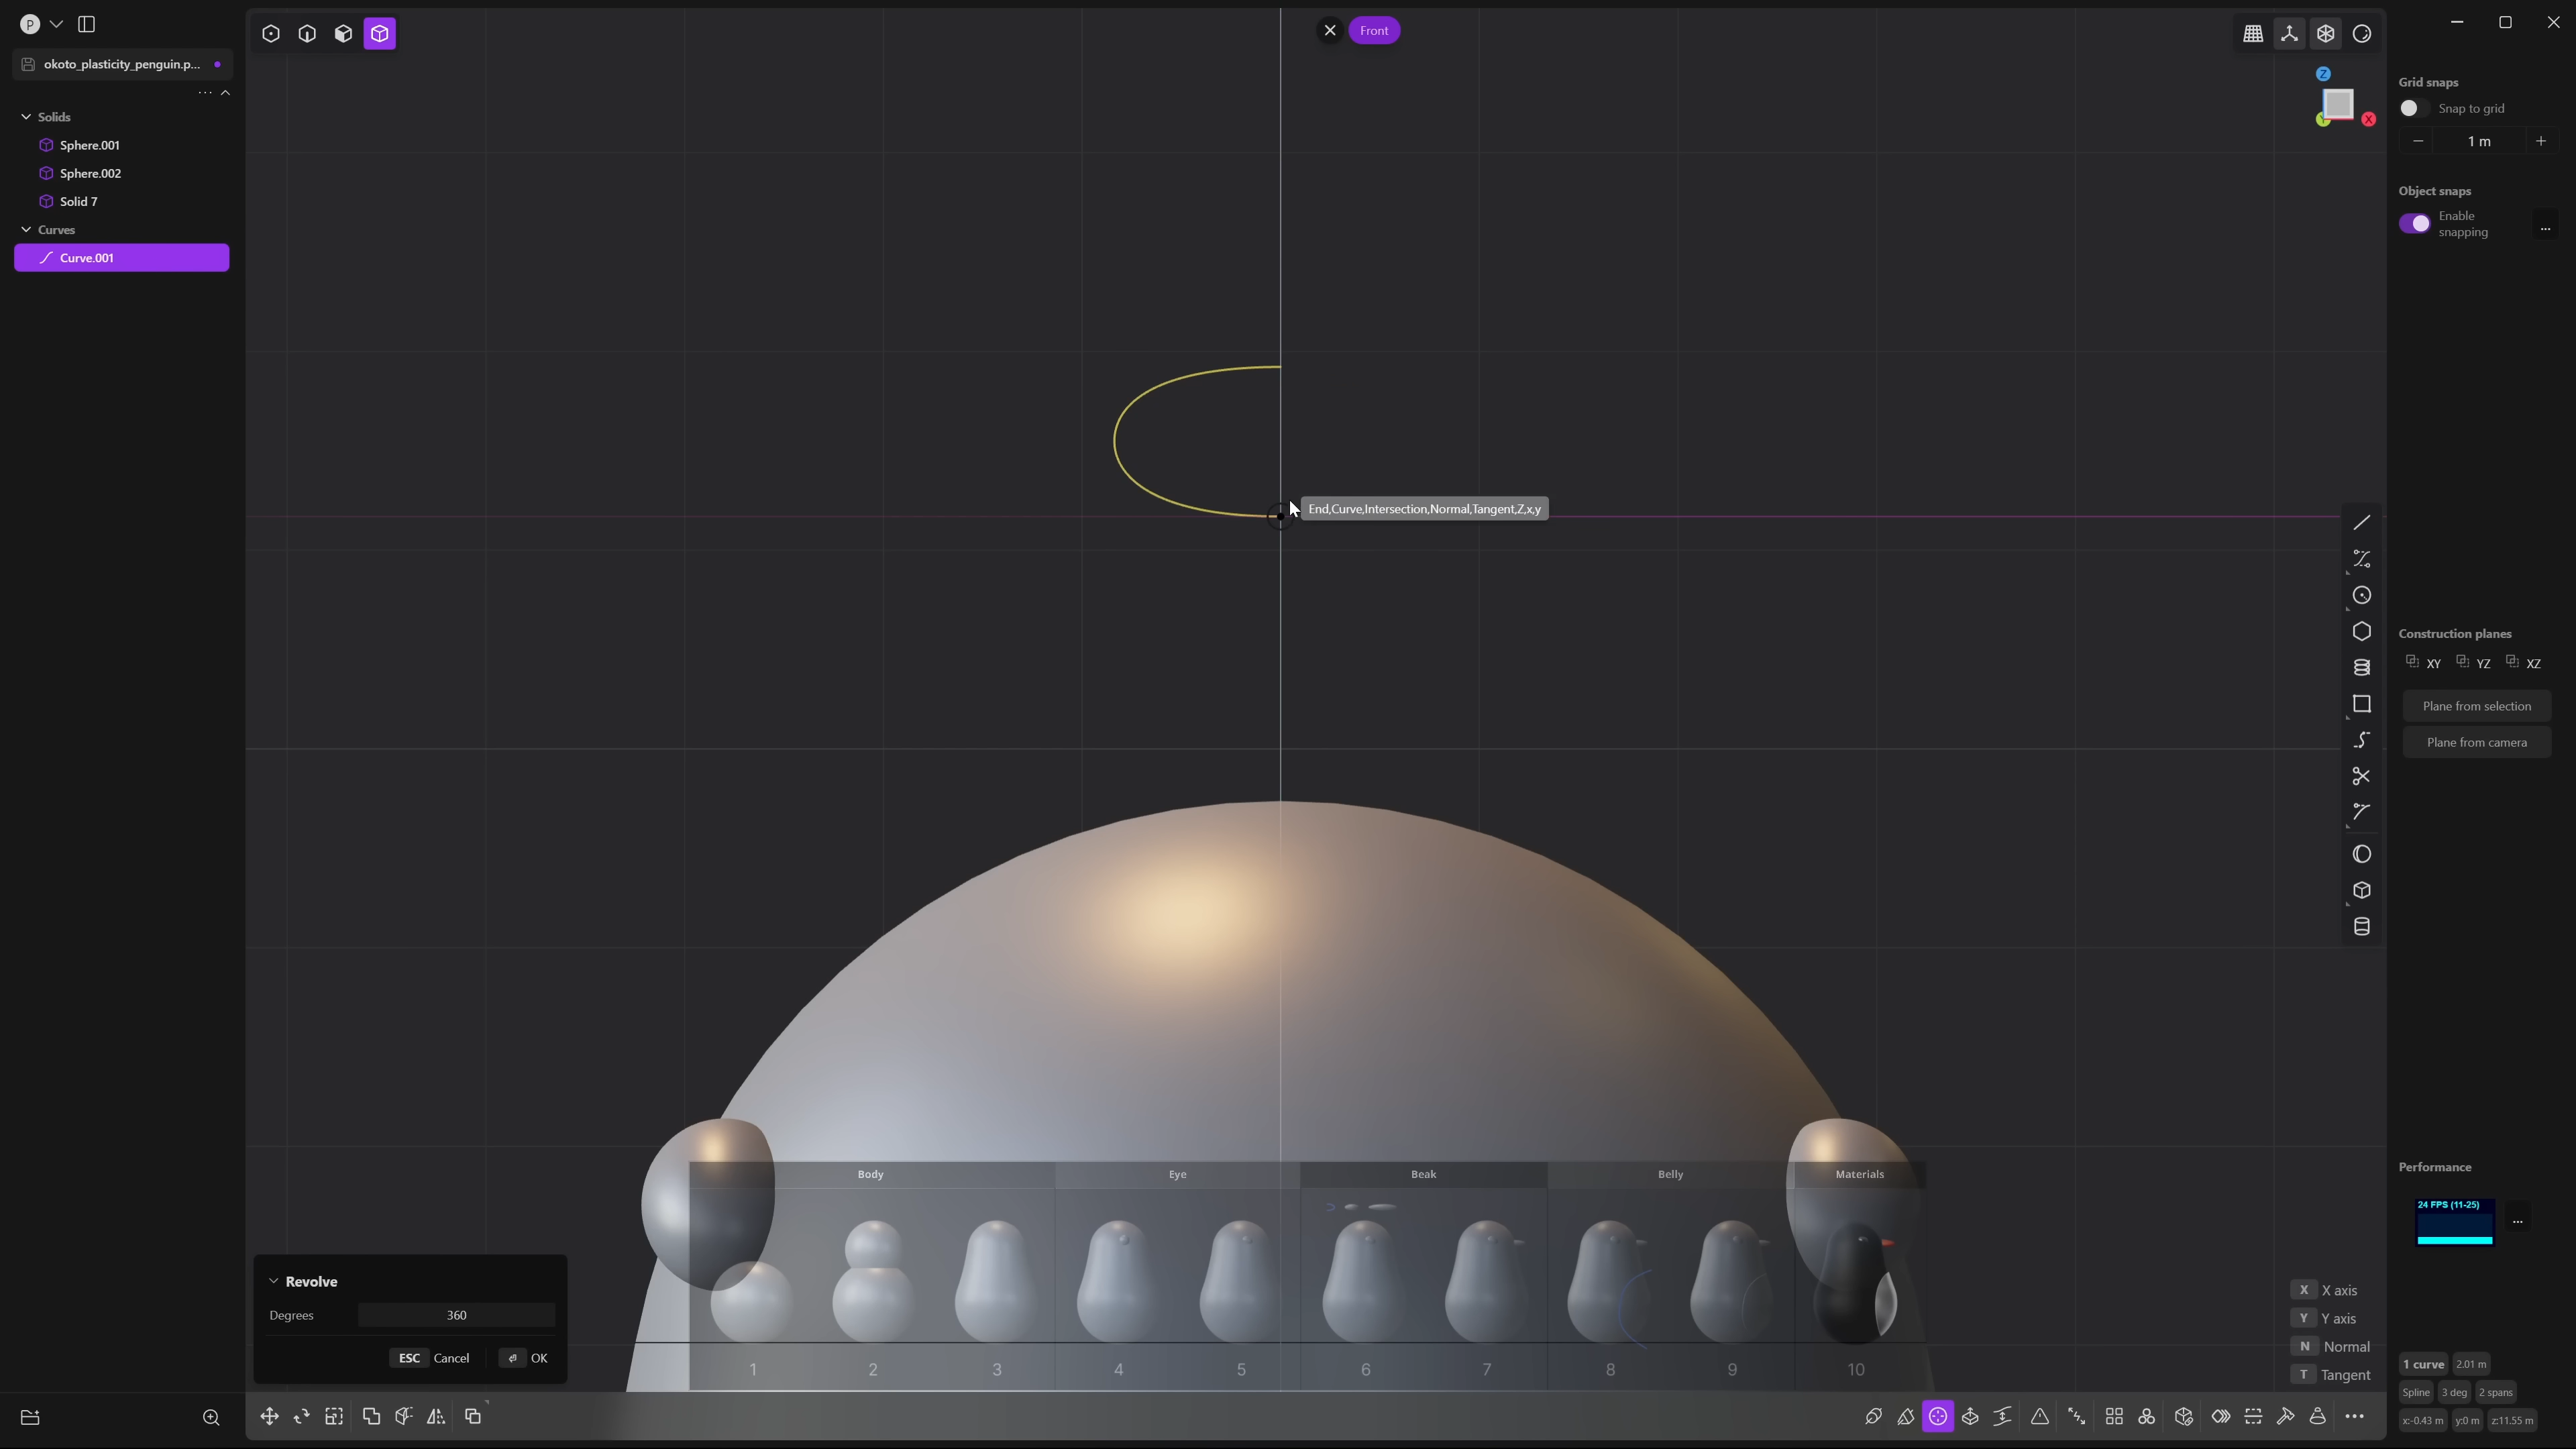 P
okoto_plasticity_penguin.p...
Solids
Sphere.001
Sphere.002
Solid 7
Curves
Curve.001
Front
Z
Y
X
Grid snaps
Snap to grid
1 m
Object snaps
Enable
snapping
End,Curve,Intersection,Normal,Tangent,Z,x,y
Construction planes
XY YZ XZ
Plane from selection
Plane from camera
Performance
24 FPS (11-25)
Body Eye Beak Belly Materials
1 2 3 4 5 6 7 8 9 10
Revolve
Degrees 360
ESC Cancel OK
X X axis
Y Y axis
N Normal
T Tangent
1 curve 2.01 m
Spline 3 deg 2 spans
x:-0.43 m y:0 m z:11.55 m